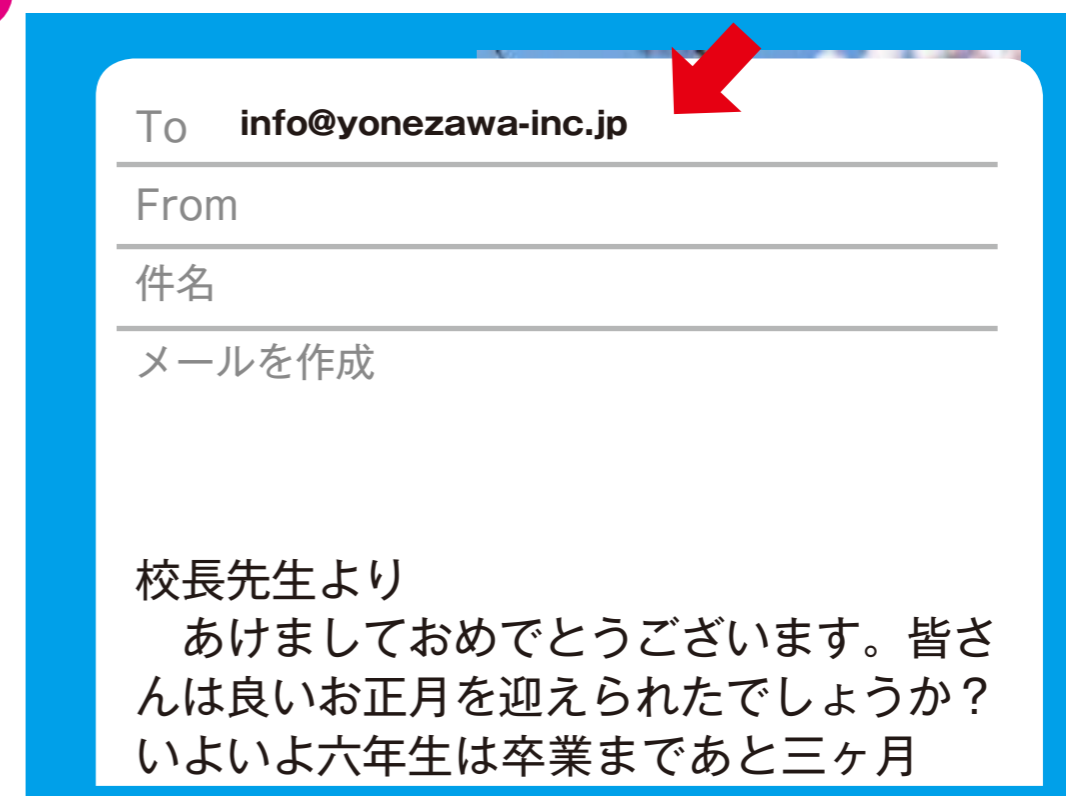 To info@yonezawa-inc.jp
From
件名
メールを作成
校長先生より
　あけましておめでとうございます。皆さ
んは良いお正月を迎えられたでしょうか？
いよいよ六年生は卒業まであと三ヶ月